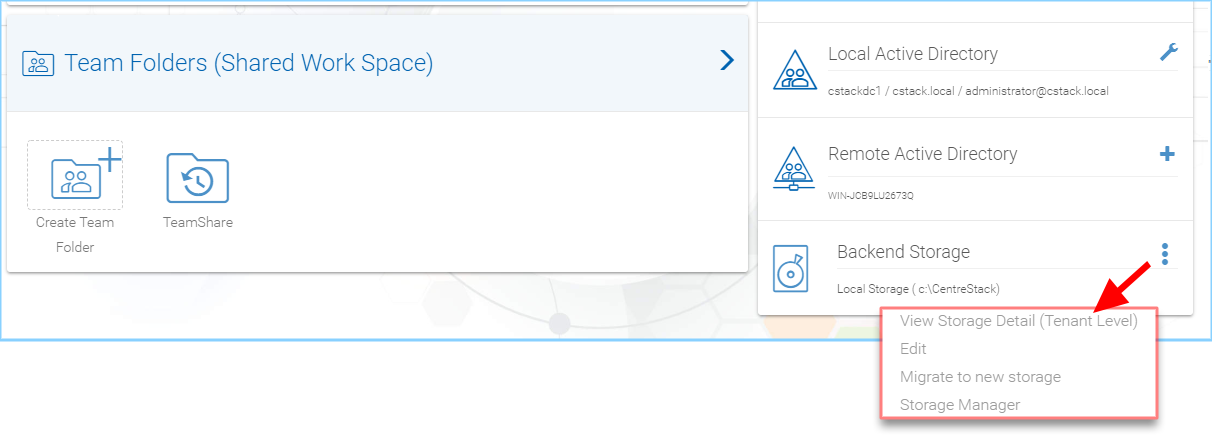 Team Folders (Shared Work Space)
Create Team
Folder
TeamShare
Local Active Directory
cstackdc1 / cstack.local / administrator@cstack.local
Remote Active Directory
WIN-JCB9LU2673Q
Backend Storage
Local Storage ( c:\CentreStack)
View Storage Detail (Tenant Level)
Edit
Migrate to new storage
Storage Manager